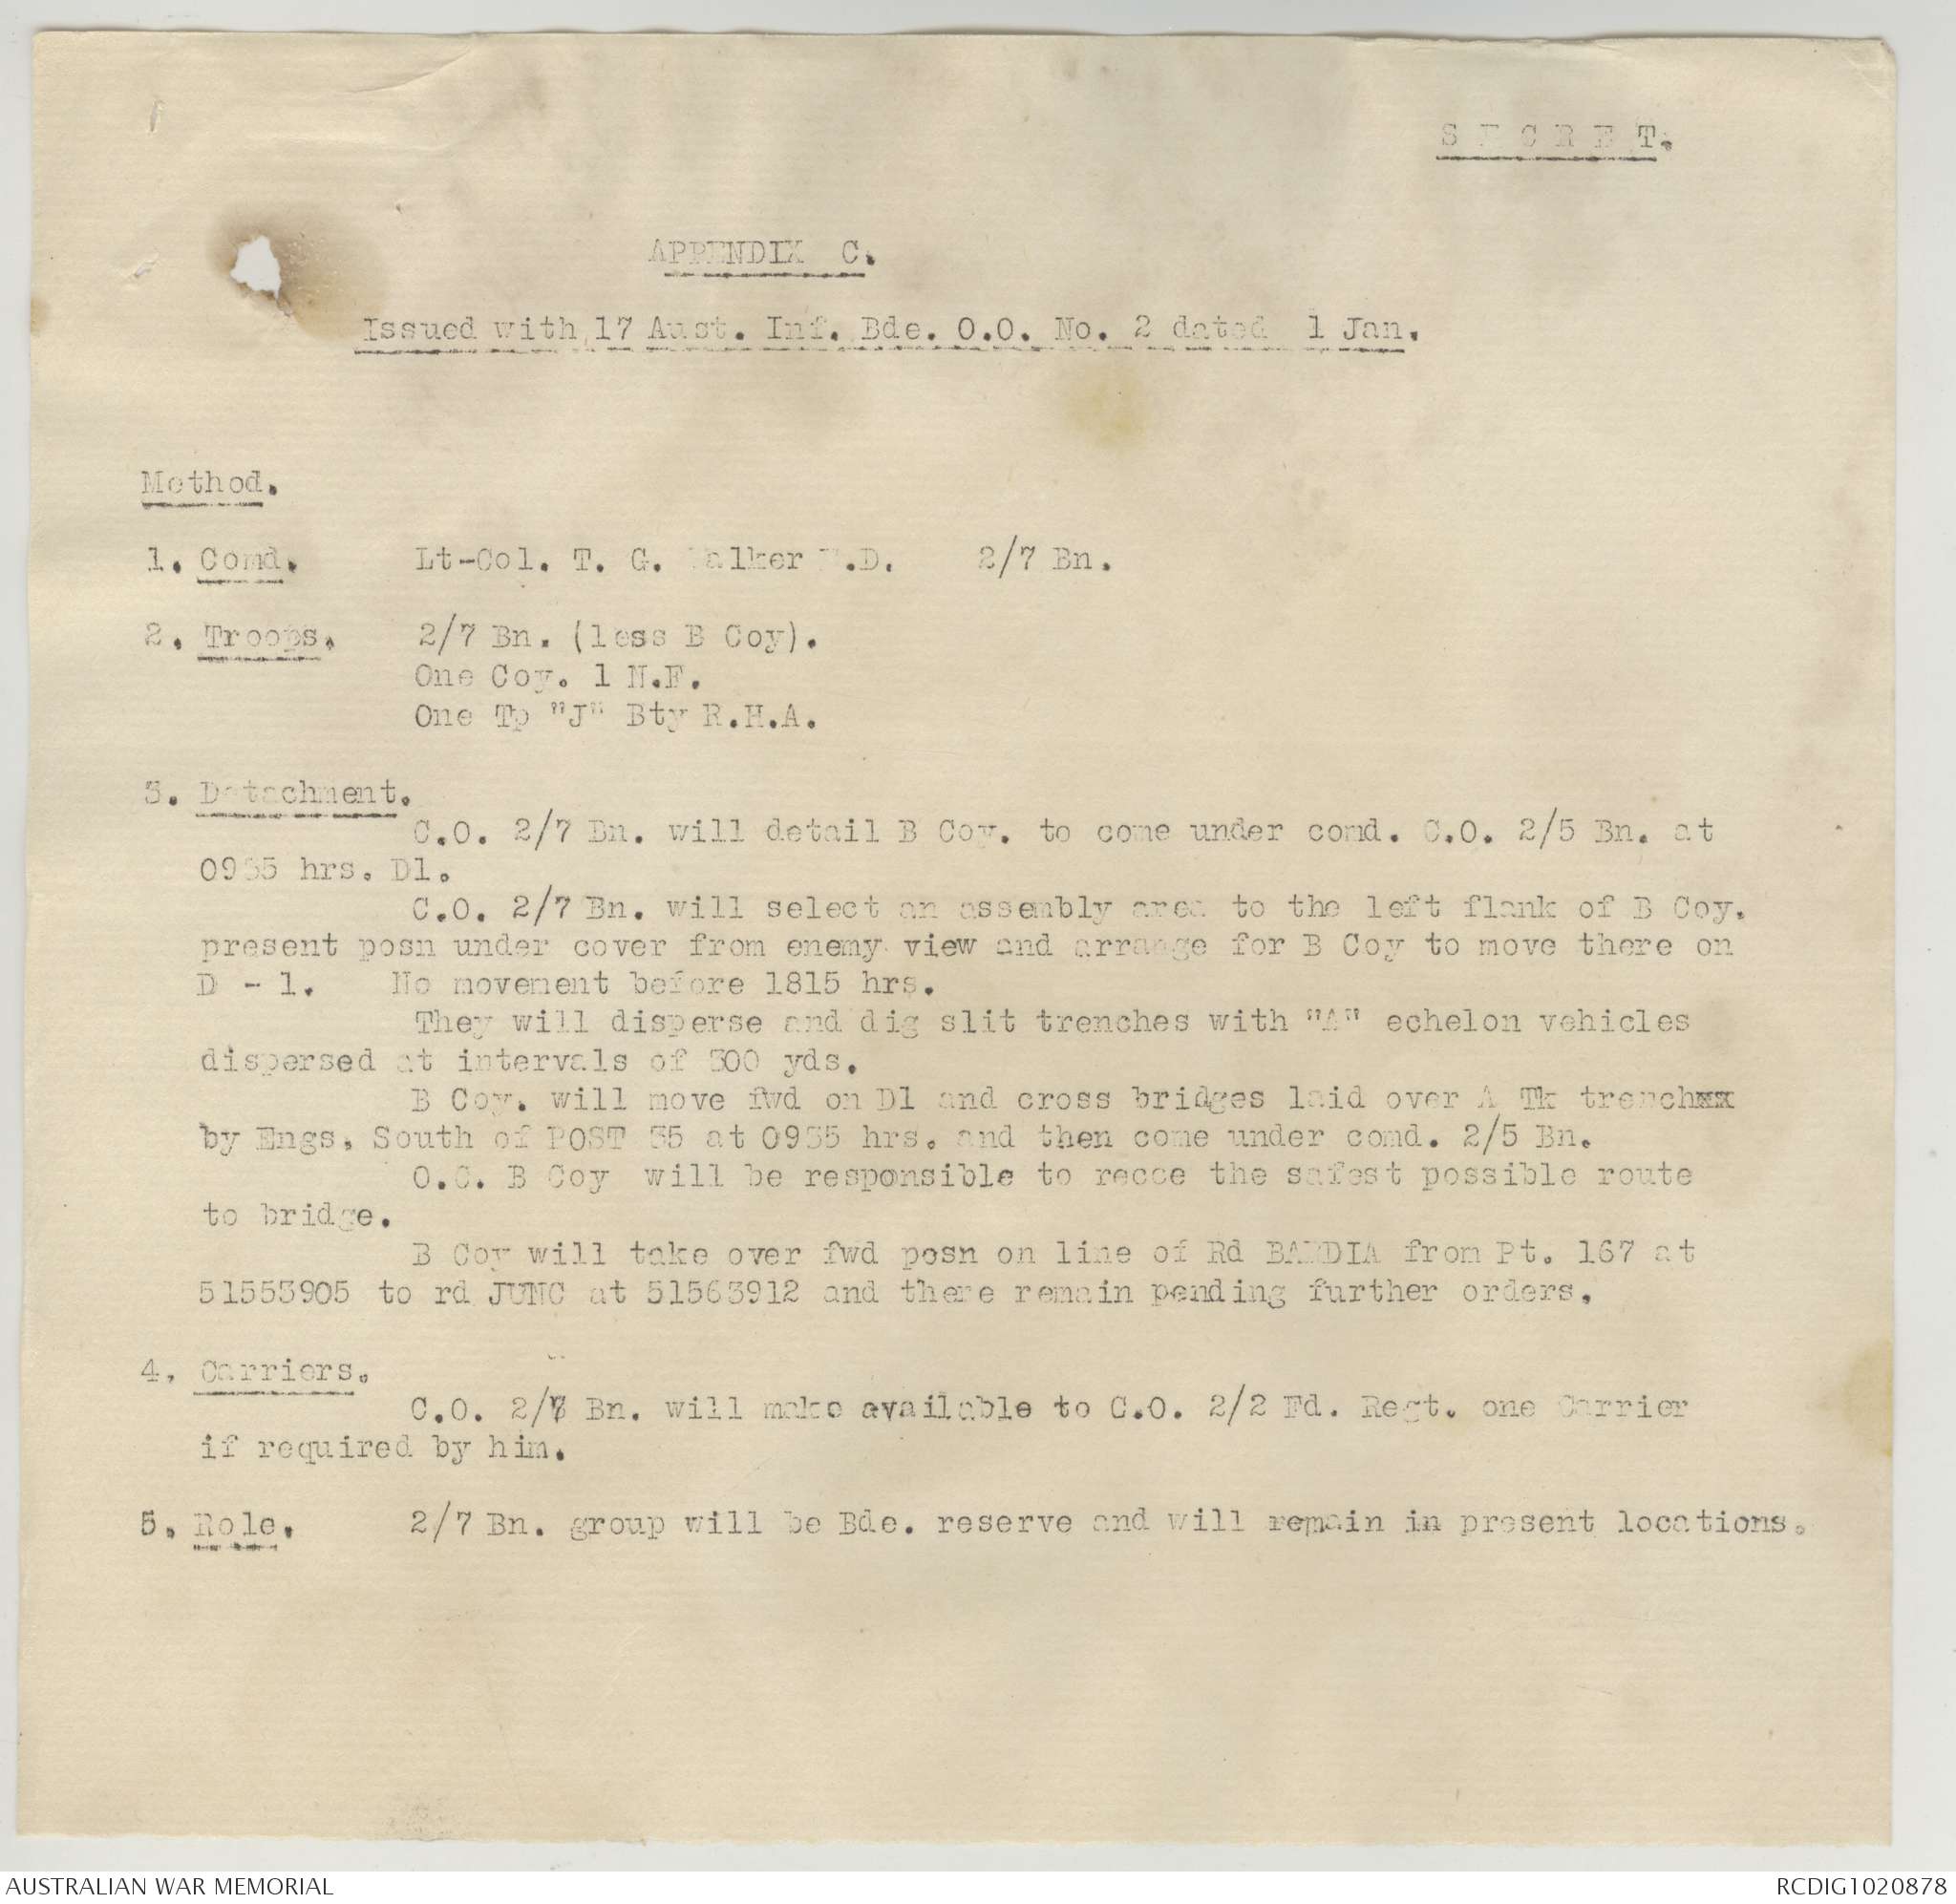 S E C R E T.
APPENDIX C.
Issued with 17 Aust. Inf. Bde. O.O. No. 2 dated 1 Jan.
Method.
1. Comd. Lt-Col. T. G. Walker V.D. 2/7 Bn.
2. Troops. 2/7 Bn. (less B Coy).
One Coy. 1 N.F.
One Tp "J" Bty R.H.A.
3. Detachment.
C.O. 2/7 Bn. will detail B Coy. to come under comd. C.O. 2/5 Bn. at
0935 hrs. D1.
C.O. 2/7 Bn. will select an assembly area to the left flank of B Coy.
present posn under cover from enemy view and arrange for B Coy to move there on
D - 1. No movement before 1815 hrs.
They will disperse and dig slit trenches with "A" echelon vehicles
dispersed at intervals of 300 yds.
B Coy. will move fwd on D1 and cross bridges laid over A Tk trenchxx
by Engs, South of POST 35 at 0935 hrs. and then come under comd. 2/5 Bn.
O.C. B Coy will be responsible to recce the safest possible route
to bridge.
B Coy will take over fwd posn on line of Rd BARDIA from Pt. 167 at
51553905 to rd JUNC at 51563912 and there remain pending further orders.
4. Carriers.
C.O. 2/7 Bn. will make available to C.O. 2/2 Fd. Regt. one Carrier
if required by him.
5. Role. 2/7 Bn. group will be Bde. reserve and will remain in present locations.
AUSTRALIAN WAR MEMORIAL
RCDIG1020878